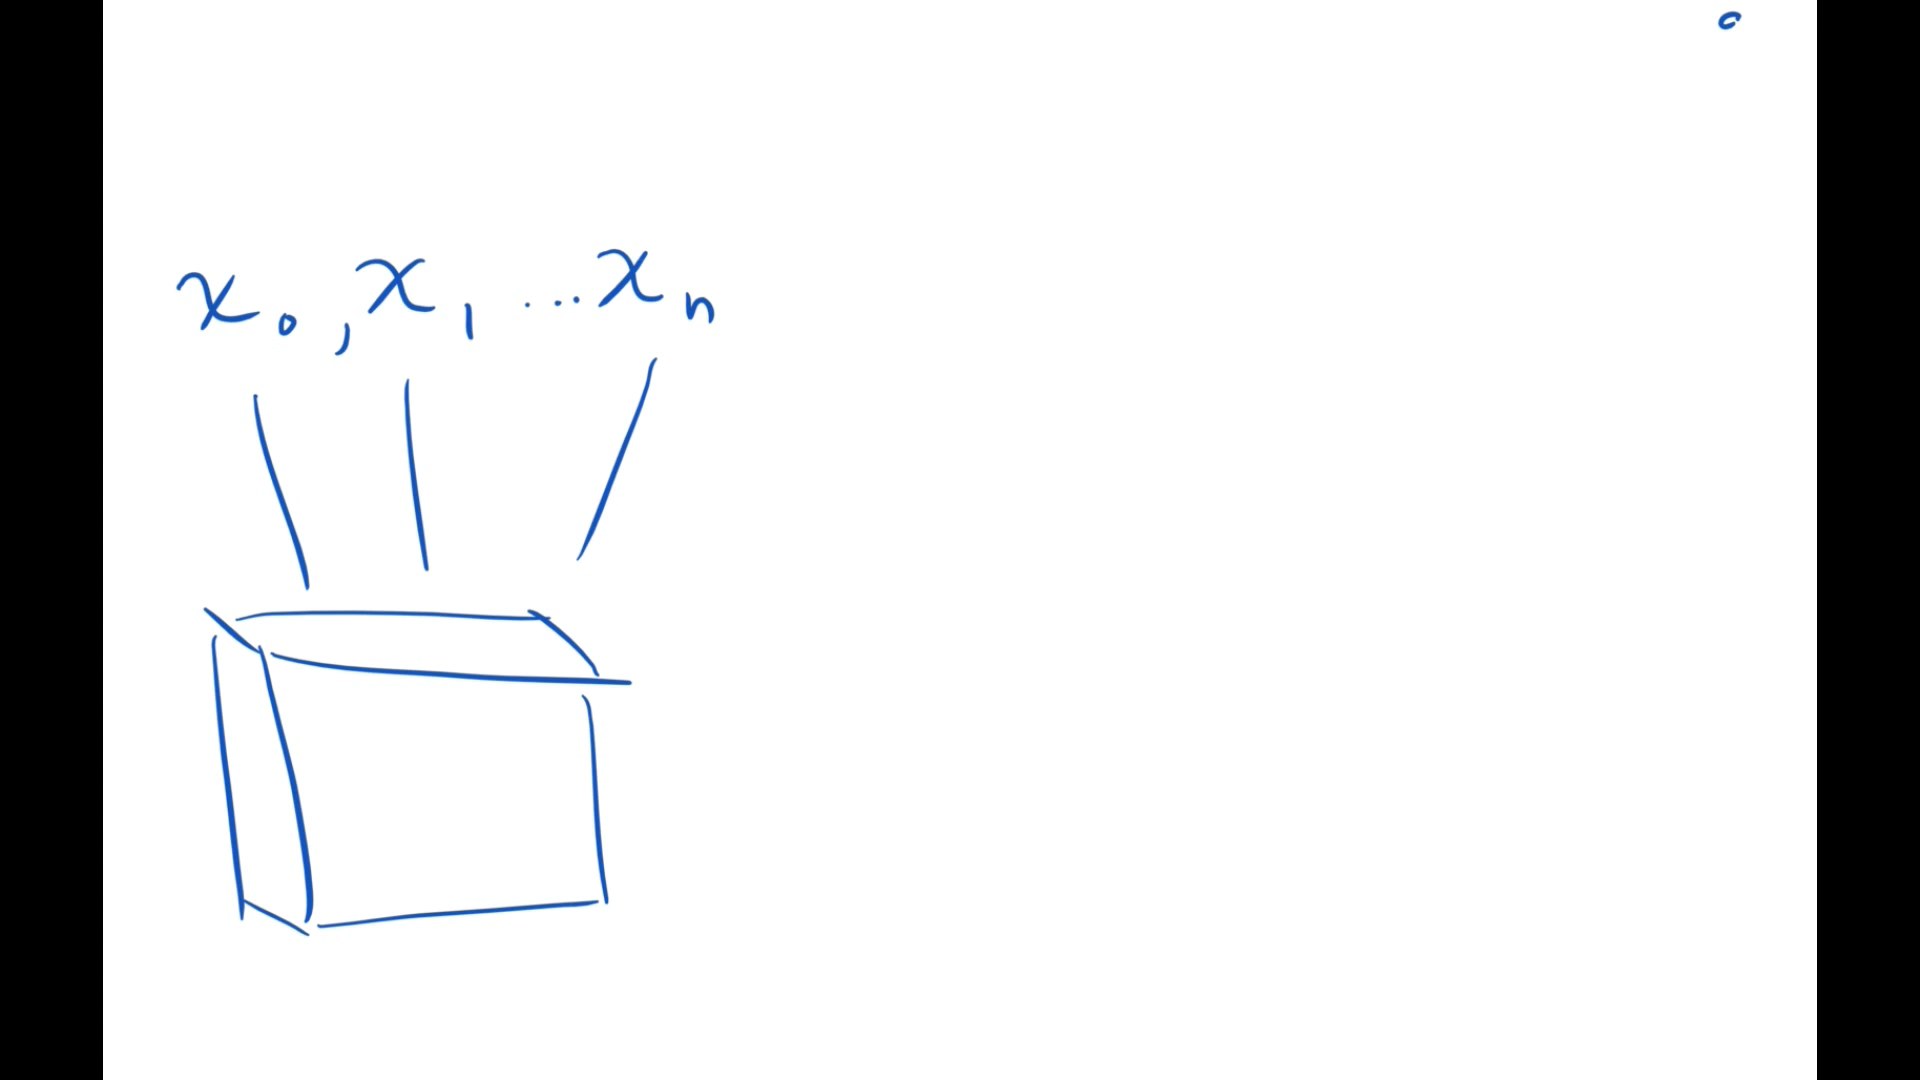 x₀, x₁ ... xₙ